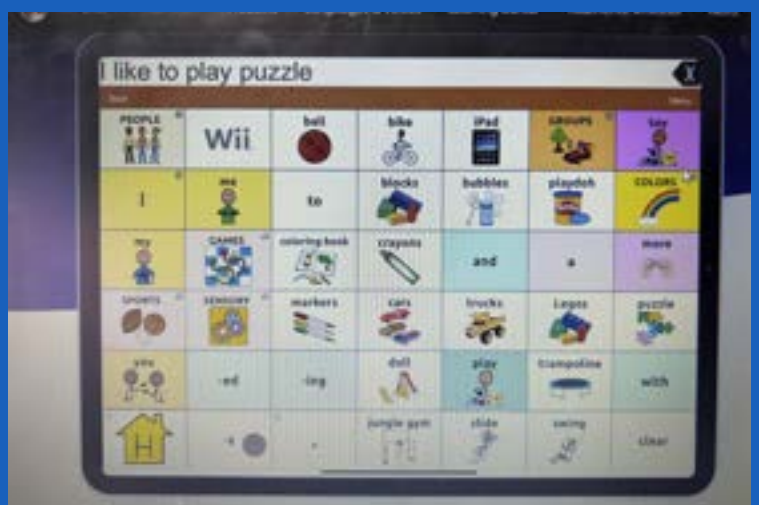 I like to play puzzle
X
Menu
PEOPLE Wii ball bike iPad GROUPS toy
I me to blocks bubbles playdoh COLORS
my GAMES coloring book crayons and a more
SPORTS SENSORY markers cars trucks Legos puzzle
you -ed -ing doll play trampoline with
H -s . jungle gym slide swing clear